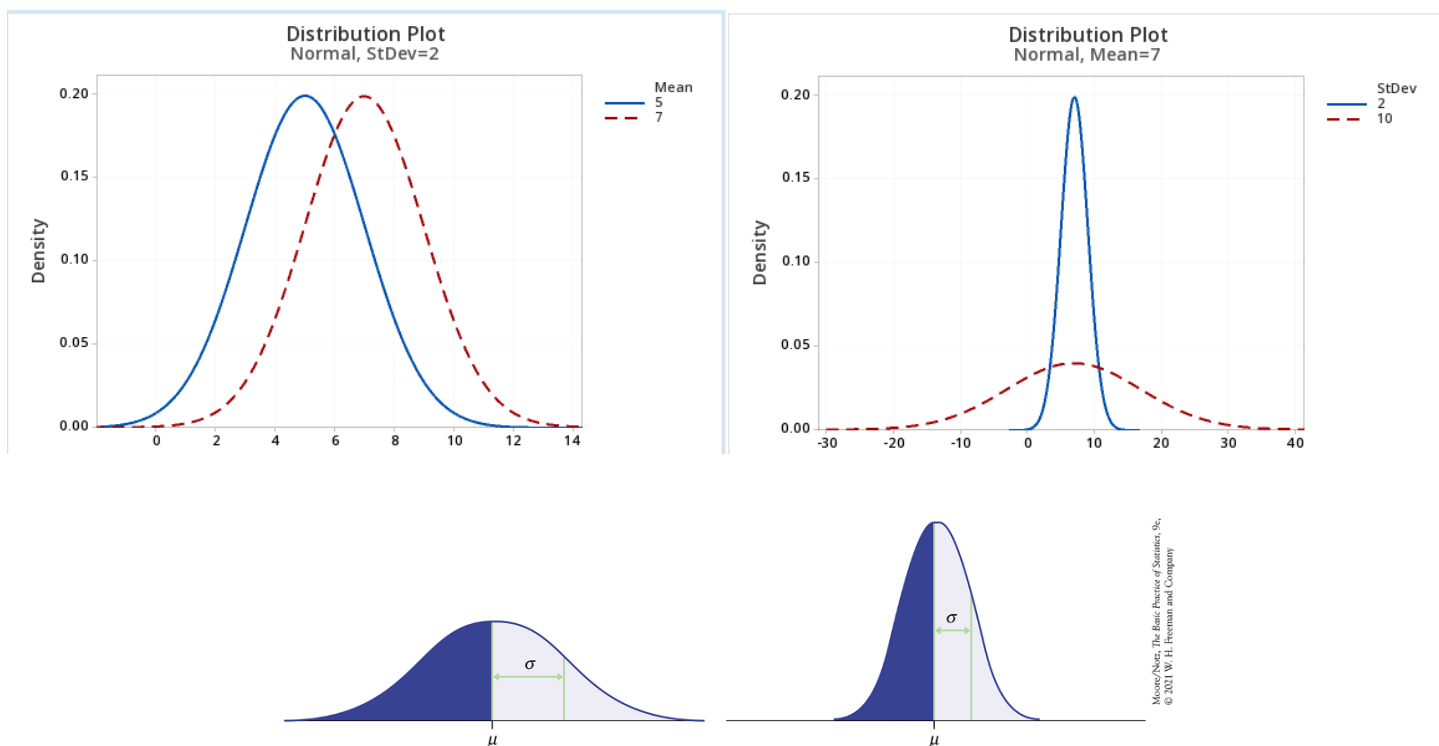 Distribution Plot
Normal, StDev=2
Mean
5
7
0.20
0.15
0.10
0.05
0.00
Density
0 2 4 6 8 10 12 14
Distribution Plot
Normal, Mean=7
StDev
2
10
0.20
0.15
0.10
0.05
0.00
Density
-30 -20 -10 0 10 20 30 40
σ
μ
σ
μ
Moore/Notz, The Basic Practice of Statistics, 9e,
© 2021 W. H. Freeman and Company